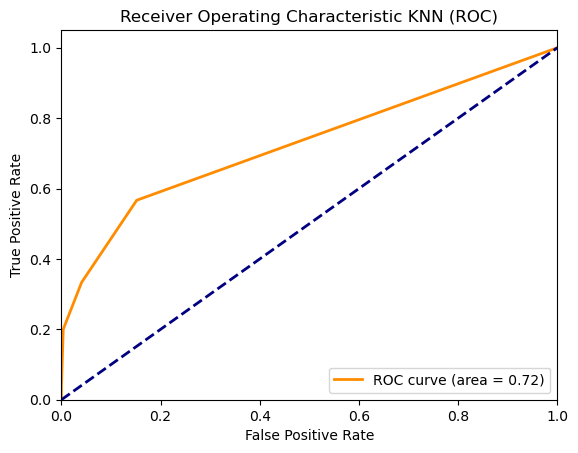 Receiver Operating Characteristic KNN (ROC)
1.0
0.8
0.6
0.4
0.2
0.0
True Positive Rate
0.0 0.2 0.4 0.6 0.8 1.0
False Positive Rate
ROC curve (area = 0.72)